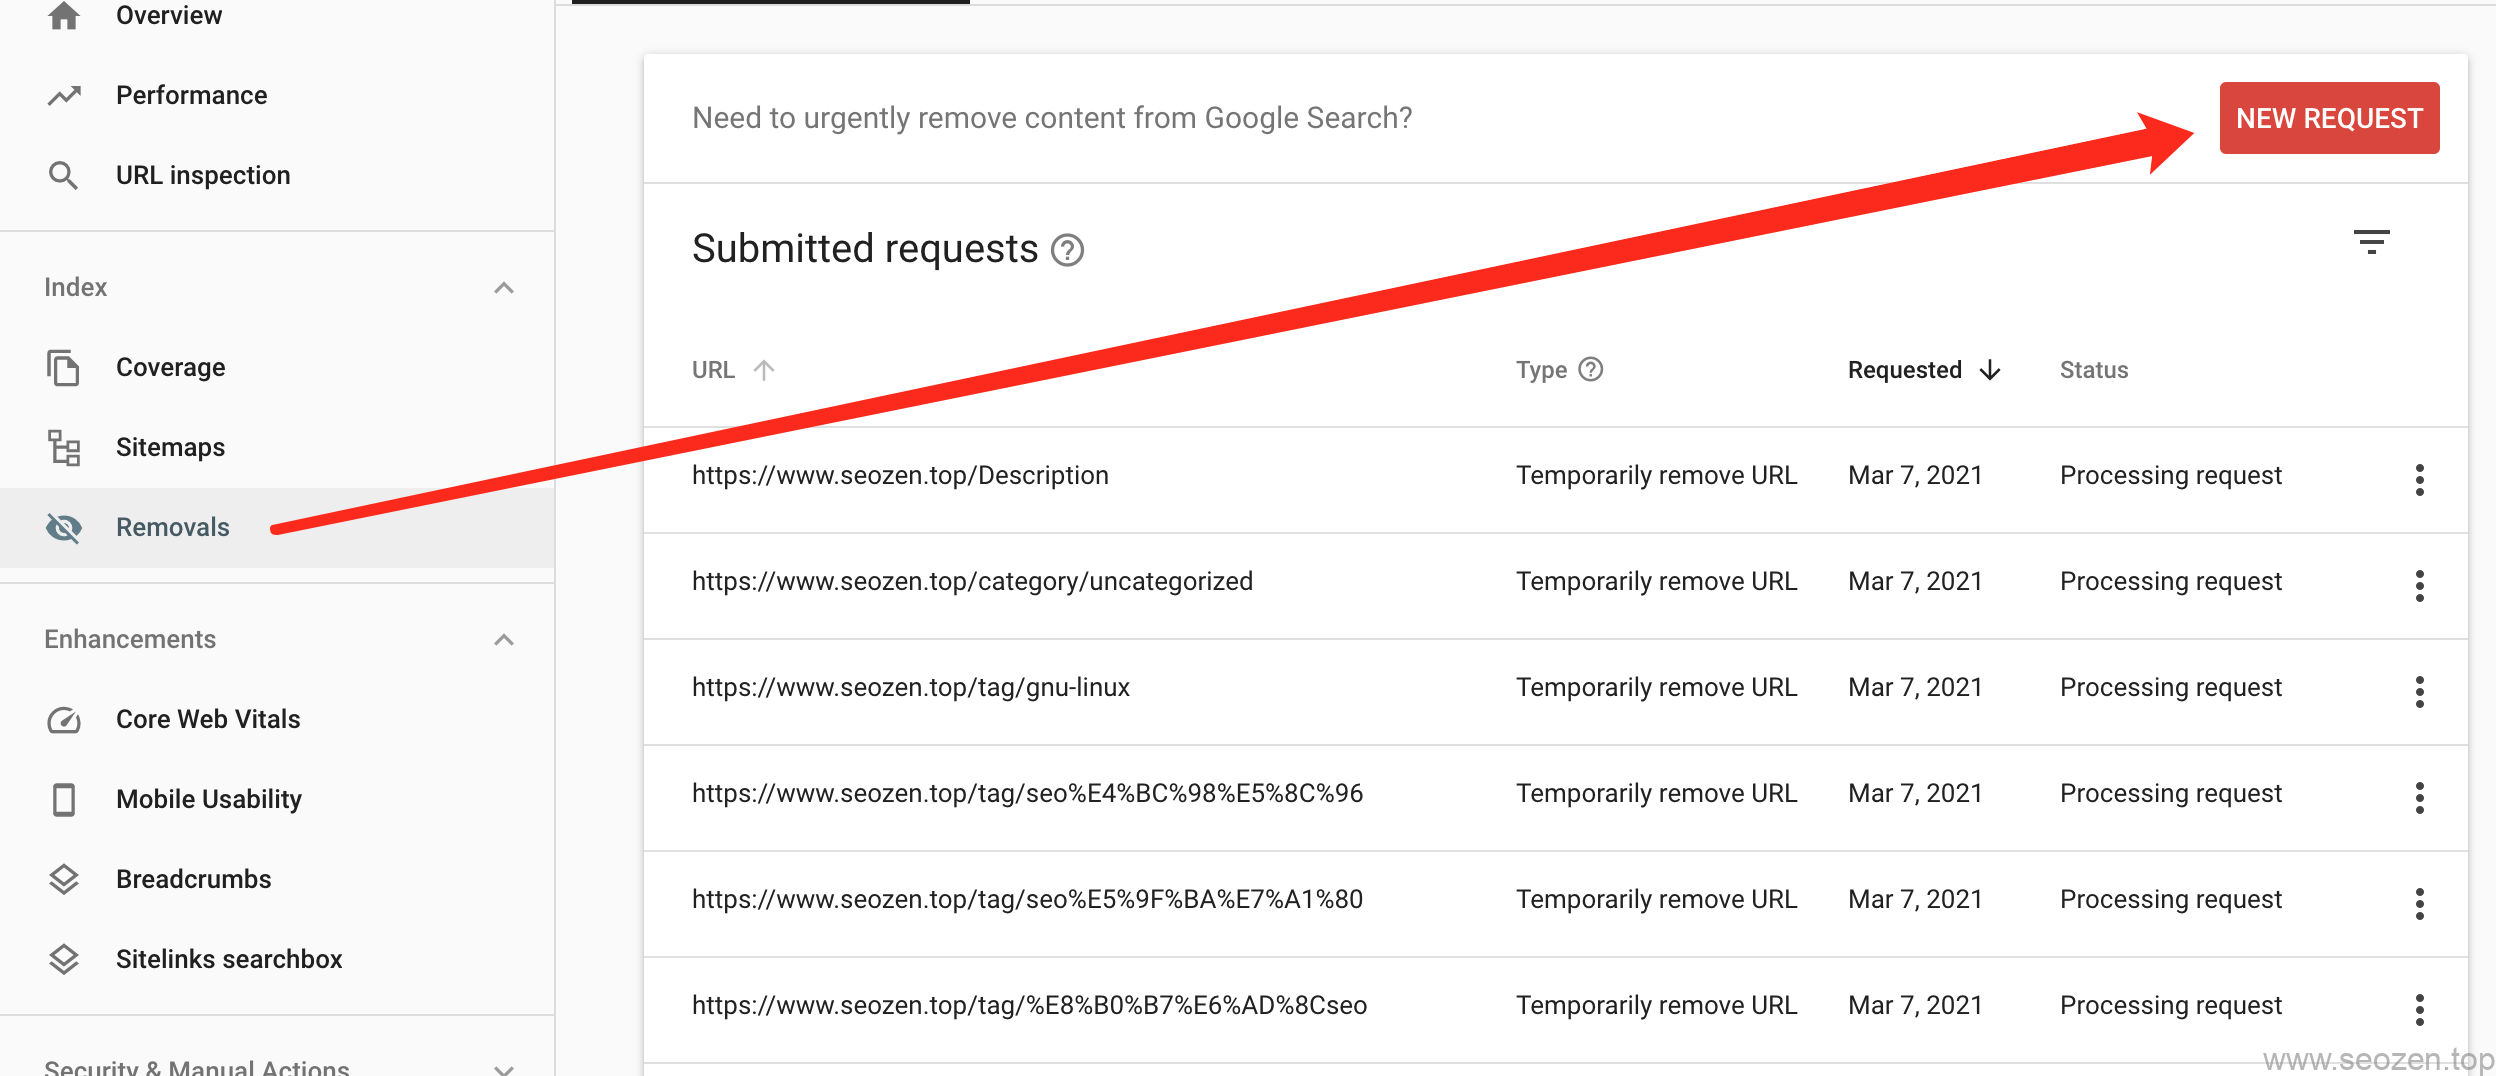 Overview
Performance
URL inspection
Index
Coverage
Sitemaps
Removals
Enhancements
Core Web Vitals
Mobile Usability
Breadcrumbs
Sitelinks searchbox
Security & Manual Actions
Need to urgently remove content from Google Search?
NEW REQUEST
Submitted requests
URL Type Requested Status
https://www.seozen.top/Description Temporarily remove URL Mar 7, 2021 Processing request
https://www.seozen.top/category/uncategorized Temporarily remove URL Mar 7, 2021 Processing request
https://www.seozen.top/tag/gnu-linux Temporarily remove URL Mar 7, 2021 Processing request
https://www.seozen.top/tag/seo%E4%BC%98%E5%8C%96 Temporarily remove URL Mar 7, 2021 Processing request
https://www.seozen.top/tag/seo%E5%9F%BA%E7%A1%80 Temporarily remove URL Mar 7, 2021 Processing request
https://www.seozen.top/tag/%E8%B0%B7%E6%AD%8Cseo Temporarily remove URL Mar 7, 2021 Processing request
www.seozen.top